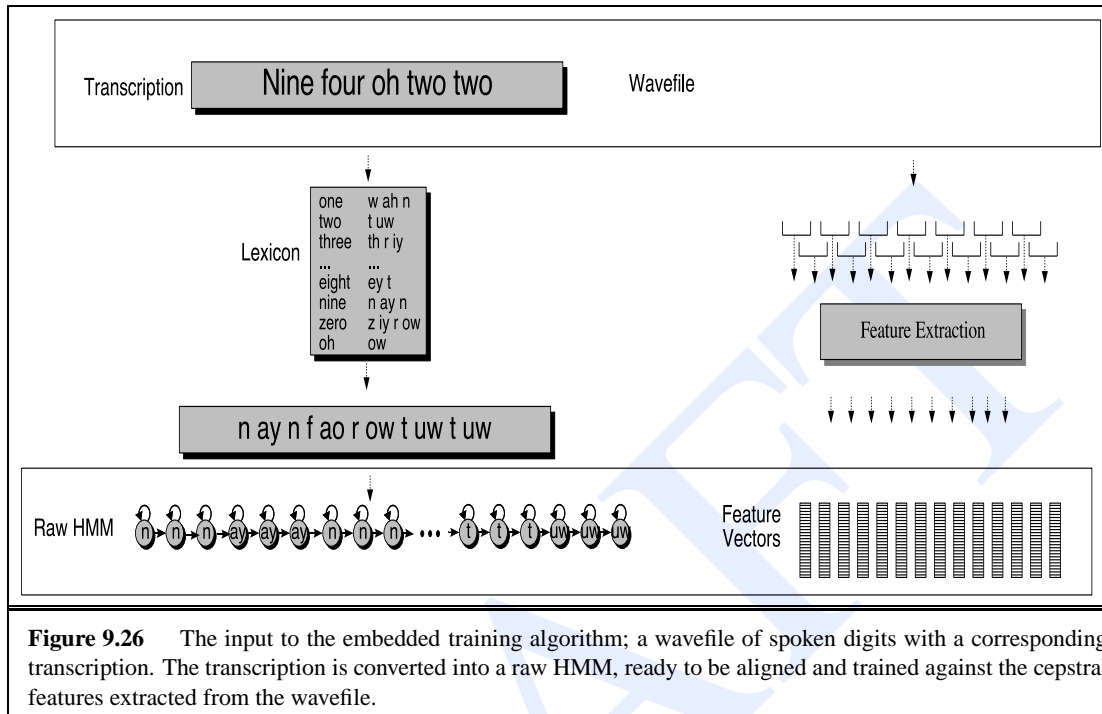 Transcription
Nine four oh two two
Wavefile
Lexicon
one w ah n
two t uw
three th r iy
... ...
eight ey t
nine n ay n
zero z iy r ow
oh ow
Feature Extraction
n ay n f ao r ow t uw t uw
Raw HMM
n n n ay ay ay n n n ... t t t uw uw uw
Feature
Vectors
Figure 9.26 The input to the embedded training algorithm; a wavefile of spoken digits with a corresponding
transcription. The transcription is converted into a raw HMM, ready to be aligned and trained against the cepstral
features extracted from the wavefile.